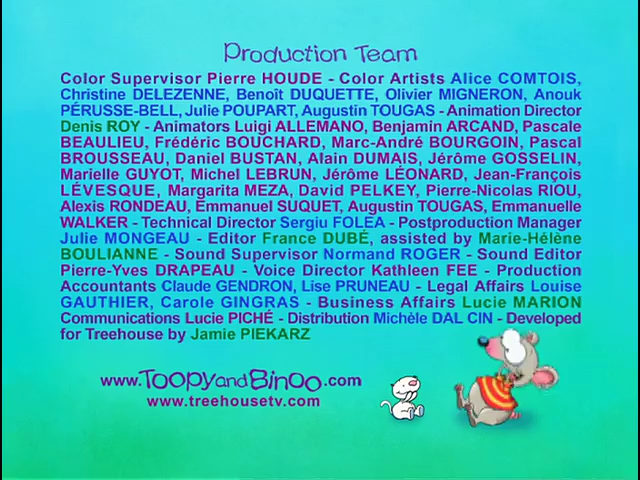 Production Team
Color Supervisor Pierre HOUDE - Color Artists Alice COMTOIS,
Christine DELEZENNE, Benoît DUQUETTE, Olivier MIGNERON, Anouk
PÉRUSSE-BELL, Julie POUPART, Augustin TOUGAS - Animation Director
Denis ROY - Animators Luigi ALLEMANO, Benjamin ARCAND, Pascale
BEAULIEU, Frédéric BOUCHARD, Marc-André BOURGOIN, Pascal
BROUSSEAU, Daniel BUSTAN, Alain DUMAIS, Jérôme GOSSELIN,
Marielle GUYOT, Michel LEBRUN, Jérôme LÉONARD, Jean-François
LÉVESQUE, Margarita MEZA, David PELKEY, Pierre-Nicolas RIOU,
Alexis RONDEAU, Emmanuel SUQUET, Augustin TOUGAS, Emmanuelle
WALKER - Technical Director Sergiu FOLEA - Postproduction Manager
Julie MONGEAU - Editor France DUBÉ, assisted by Marie-Hélène
BOULIANNE - Sound Supervisor Normand ROGER - Sound Editor
Pierre-Yves DRAPEAU - Voice Director Kathleen FEE - Production
Accountants Claude GENDRON, Lise PRUNEAU - Legal Affairs Louise
GAUTHIER, Carole GINGRAS - Business Affairs Lucie MARION
Communications Lucie PICHÉ - Distribution Michèle DAL CIN - Developed
for Treehouse by Jamie PIEKARZ
www.ToopyandBinoo.com
www.treehousetv.com